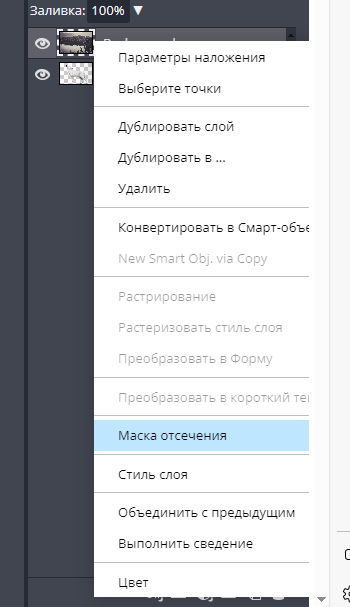 Заливка: 100%
Параметры наложения
Выберите точки
Дублировать слой
Дублировать в ...
Удалить
Конвертировать в Смарт-объе
New Smart Obj. via Copy
Растрирование
Растеризовать стиль слоя
Преобразовать в Форму
Преобразовать в короткий те
Маска отсечения
Стиль слоя
Объединить с предыдущим
Выполнить сведение
Цвет